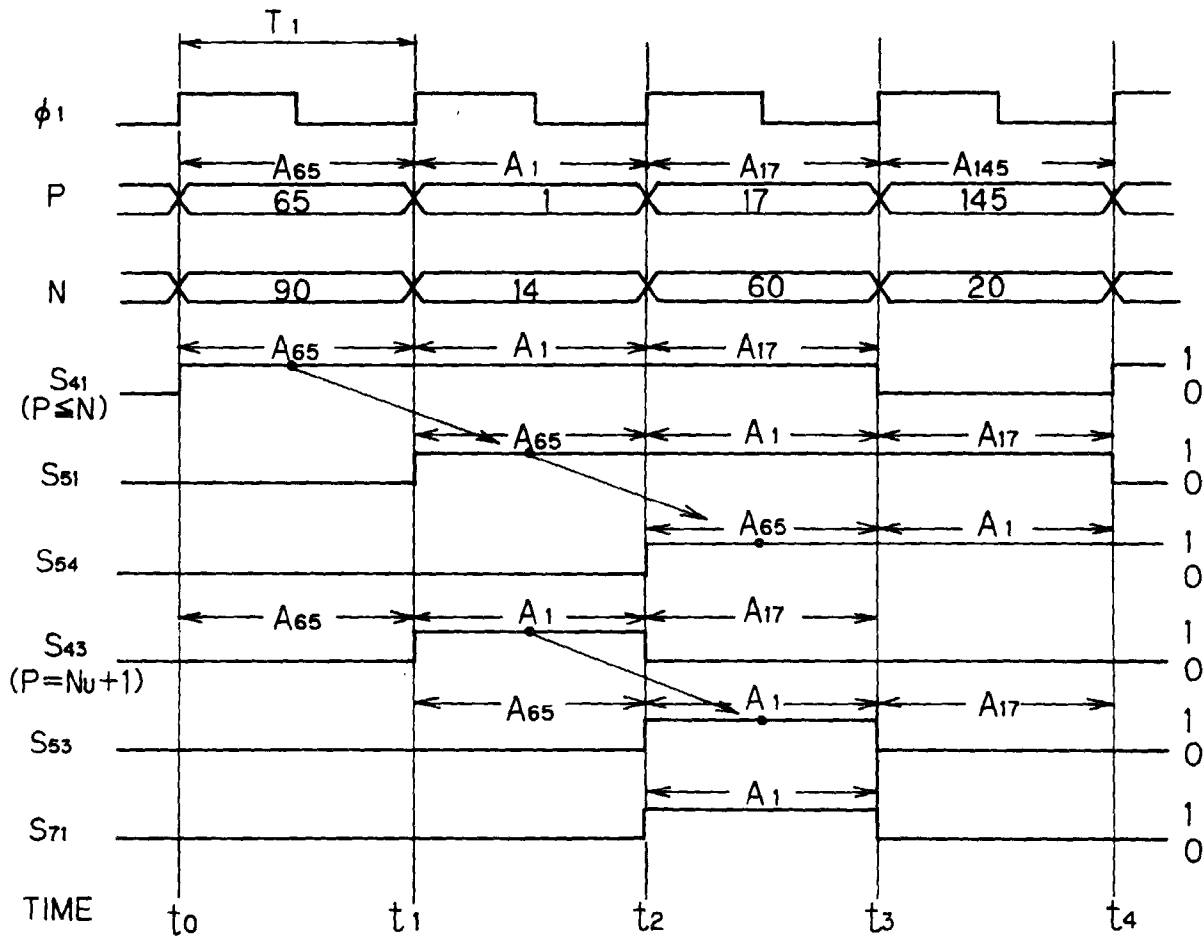 T1
φ1
A65 A1 A17 A145
P 65 1 17 145
N 90 14 60 20
A65 A1 A17
S41 1
(P≦N) 0
A65 A1 A17
S51 1
0
A65 A1
S54 1
0
A65 A1 A17
S43 1
(P=NU+1) 0
A65 A1 A17
S53 1
0
A1
S71 1
0
TIME t0 t1 t2 t3 t4